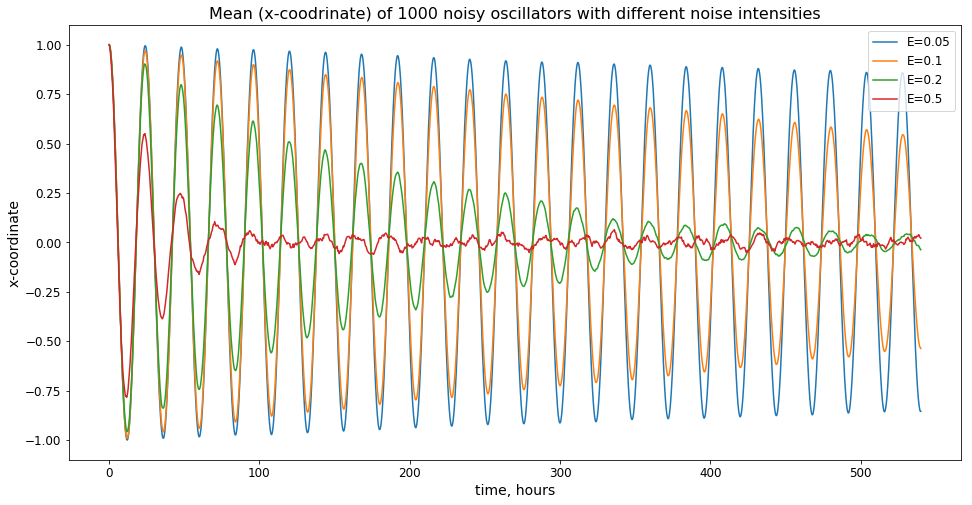 Mean (x-coodrinate) of 1000 noisy oscillators with different noise intensities
E=0.05
E=0.1
E=0.2
E=0.5
1.00
0.75
0.50
0.25
0.00
−0.25
−0.50
−0.75
−1.00
x-coordinate
0 100 200 300 400 500
time, hours